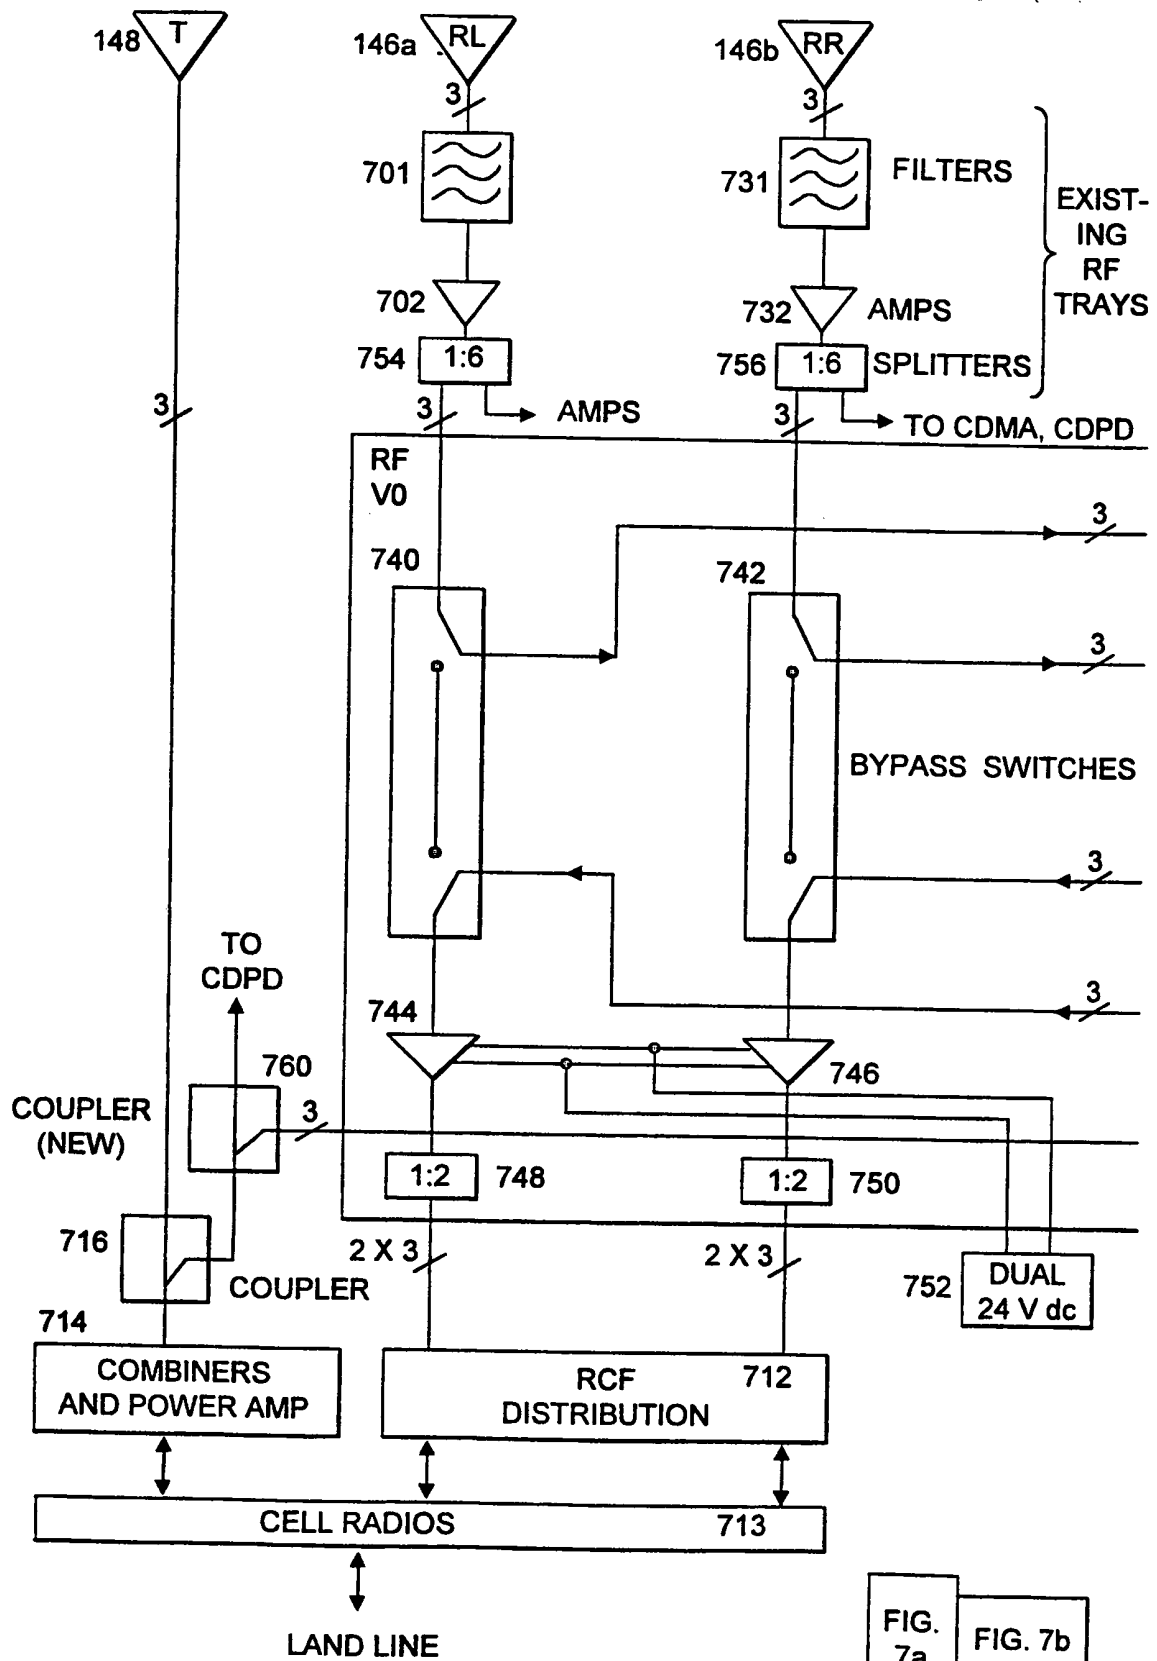 148
T
146a
RL
146b
RR
3
3
701
731
FILTERS
EXIST-
ING
RF
TRAYS
702
732
AMPS
754
1:6
756
1:6
SPLITTERS
3
3
AMPS
3
TO CDMA, CDPD
RF
V0
3
740
742
3
BYPASS SWITCHES
3
TO
CDPD
3
744
746
760
COUPLER
(NEW)
3
1:2
748
1:2
750
716
COUPLER
2 X 3
2 X 3
752
DUAL
24 V dc
714
COMBINERS
AND POWER AMP
RCF
DISTRIBUTION
712
CELL RADIOS
713
LAND LINE
FIG.
7a
FIG. 7b